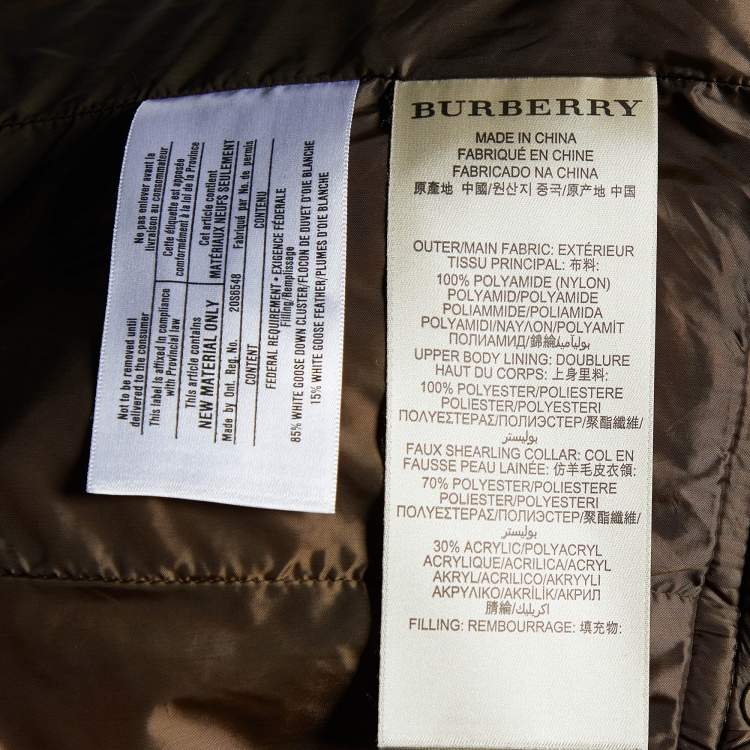 Not to be removed until
delivered to the consumer
Ne pas enlever avant la
livraison au consommateur
This label is affixed in compliance
with Provincial law
Cette étiquette est apposée
conformément à la loi de la Province
This article contains
NEW MATERIAL ONLY
Cet article contient
MATÉRIAUX NEUFS SEULEMENT
Made by Ont. Reg. No. 20S6548 Fabriqué par No. de permis
CONTENT CONTENU
FEDERAL REQUIREMENT • EXIGENCE FÉDÉRALE
Filling/Remplissage
85% WHITE GOOSE DOWN CLUSTER/FLOCON DE DUVET D'OIE BLANCHE
15% WHITE GOOSE FEATHER/PLUMES D'OIE BLANCHE
BURBERRY
MADE IN CHINA
FABRIQUÉ EN CHINE
FABRICADO NA CHINA
原產地 中國/원산지 중국/原产地 中国
OUTER/MAIN FABRIC: EXTÉRIEUR
TISSU PRINCIPAL: 布料:
100% POLYAMIDE (NYLON)
POLYAMID/POLYAMIDE
POLIAMMIDE/POLIAMIDA
POLYAMIDI/ΝΑΥΛΟΝ/POLYAMİT
ПОЛИАМИД/錦綸/بولياميد
UPPER BODY LINING: DOUBLURE
HAUT DU CORPS: 上身里料:
100% POLYESTER/POLIESTERE
POLIESTER/POLYESTERI
ΠΟΛΥΕΣΤΕΡΑΣ/ПОЛИЭСТЕР/聚酯纖維/
بوليستر
FAUX SHEARLING COLLAR: COL EN
FAUSSE PEAU LAINÉE: 仿羊毛皮衣領:
70% POLYESTER/POLIESTERE
POLIESTER/POLYESTERI
ΠΟΛΥΕΣΤΕΡΑΣ/ПОЛИЭСТЕР/聚酯纖維/
بوليستر
30% ACRYLIC/POLYACRYL
ACRYLIQUE/ACRILICA/ACRYL
AKRYL/ACRÍLICO/AKRYYLI
ΑΚΡΥΛΙΚΟ/AKRİLİK/АКРИЛ
腈綸/اكريليك
FILLING: REMBOURRAGE: 填充物: